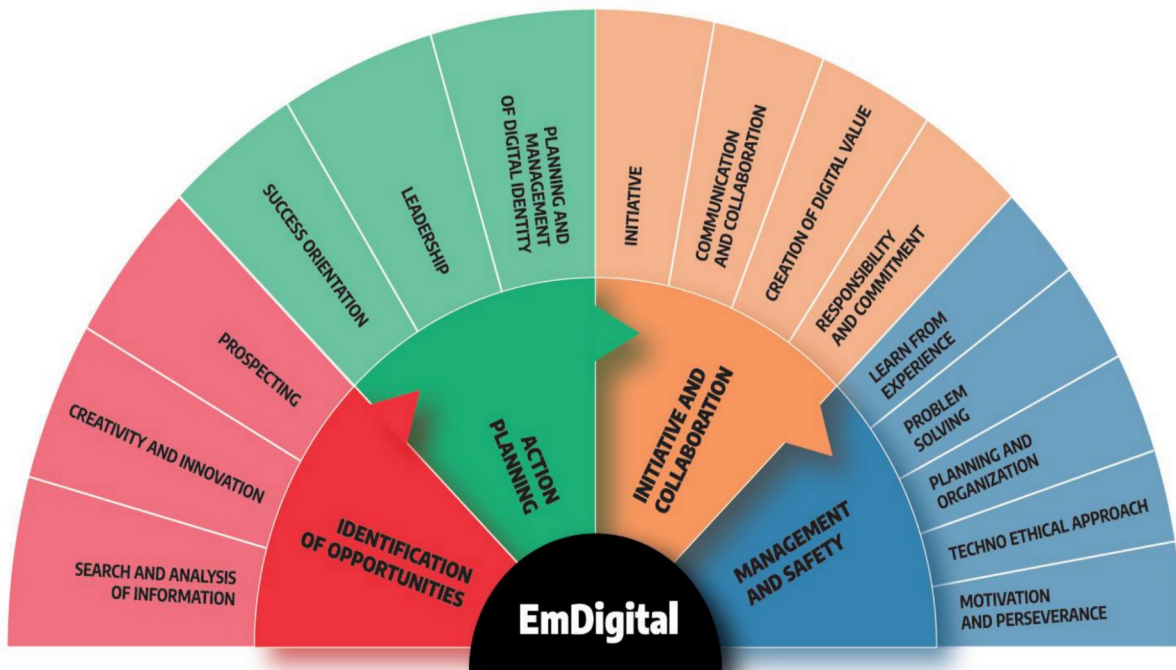 SEARCH AND ANALYSIS
OF INFORMATION
CREATIVITY AND INNOVATION
PROSPECTING
SUCCESS ORIENTATION
LEADERSHIP
PLANNING AND
MANAGEMENT
OF DIGITAL IDENTITY
INITIATIVE
COMMUNICATION
AND COLLABORATION
CREATION OF DIGITAL VALUE
RESPONSIBILITY
AND COMMITMENT
LEARN FROM
EXPERIENCE
PROBLEM
SOLVING
PLANNING AND
ORGANIZATION
TECHNO ETHICAL APPROACH
MOTIVATION
AND PERSEVERANCE
IDENTIFICATION
OF OPPORTUNITIES
ACTION
PLANNING
INITIATIVE AND
COLLABORATION
MANAGEMENT
AND SAFETY
EmDigital